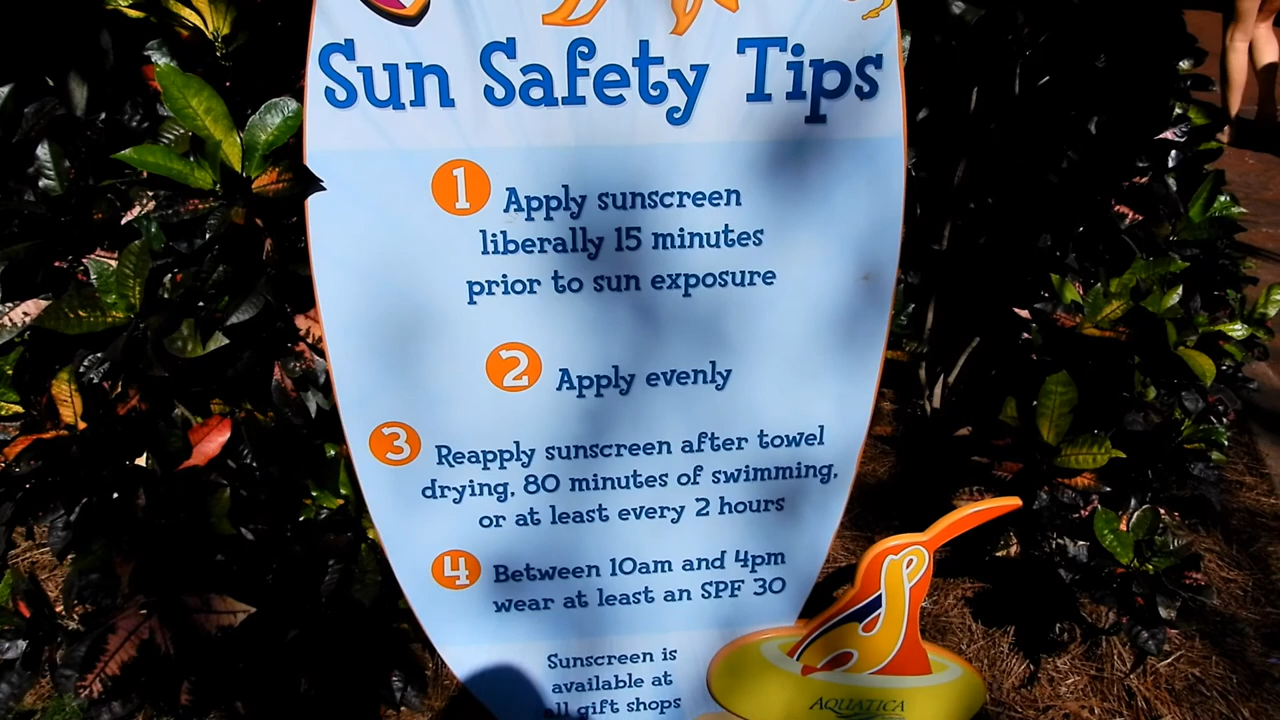 Sun Safety Tips
1 Apply sunscreen
liberally 15 minutes
prior to sun exposure
2 Apply evenly
3 Reapply sunscreen after towel
drying, 80 minutes of swimming,
or at least every 2 hours
4 Between 10am and 4pm
wear at least an SPF 30
Sunscreen is
available at
all gift shops
AQUATICA